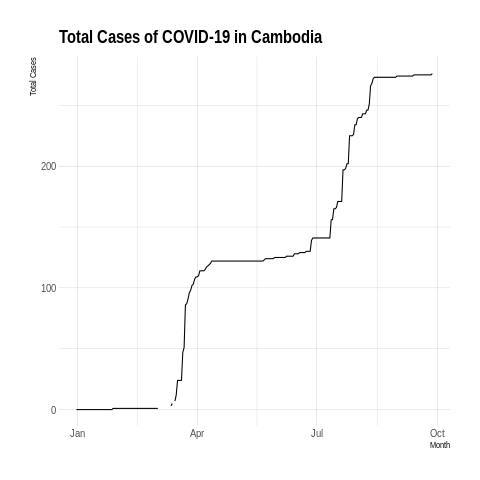 Total Cases of COVID-19 in Cambodia
Total Cases
200
100
0
Jan Apr Jul Oct
Month